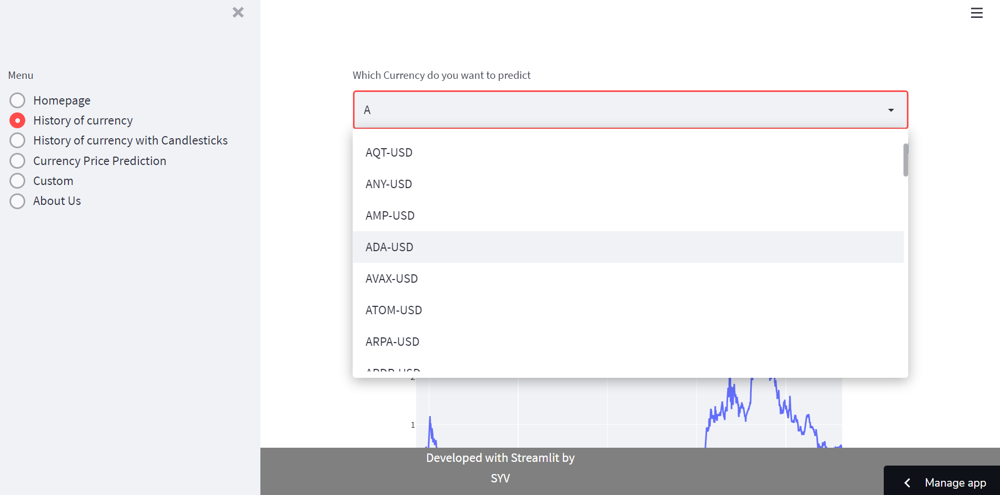 Menu
Homepage
History of currency
History of currency with Candlesticks
Currency Price Prediction
Custom
About Us
Which Currency do you want to predict
A
AQT-USD
ANY-USD
AMP-USD
ADA-USD
AVAX-USD
ATOM-USD
ARPA-USD
2
1
Developed with Streamlit by
SYV
Manage app